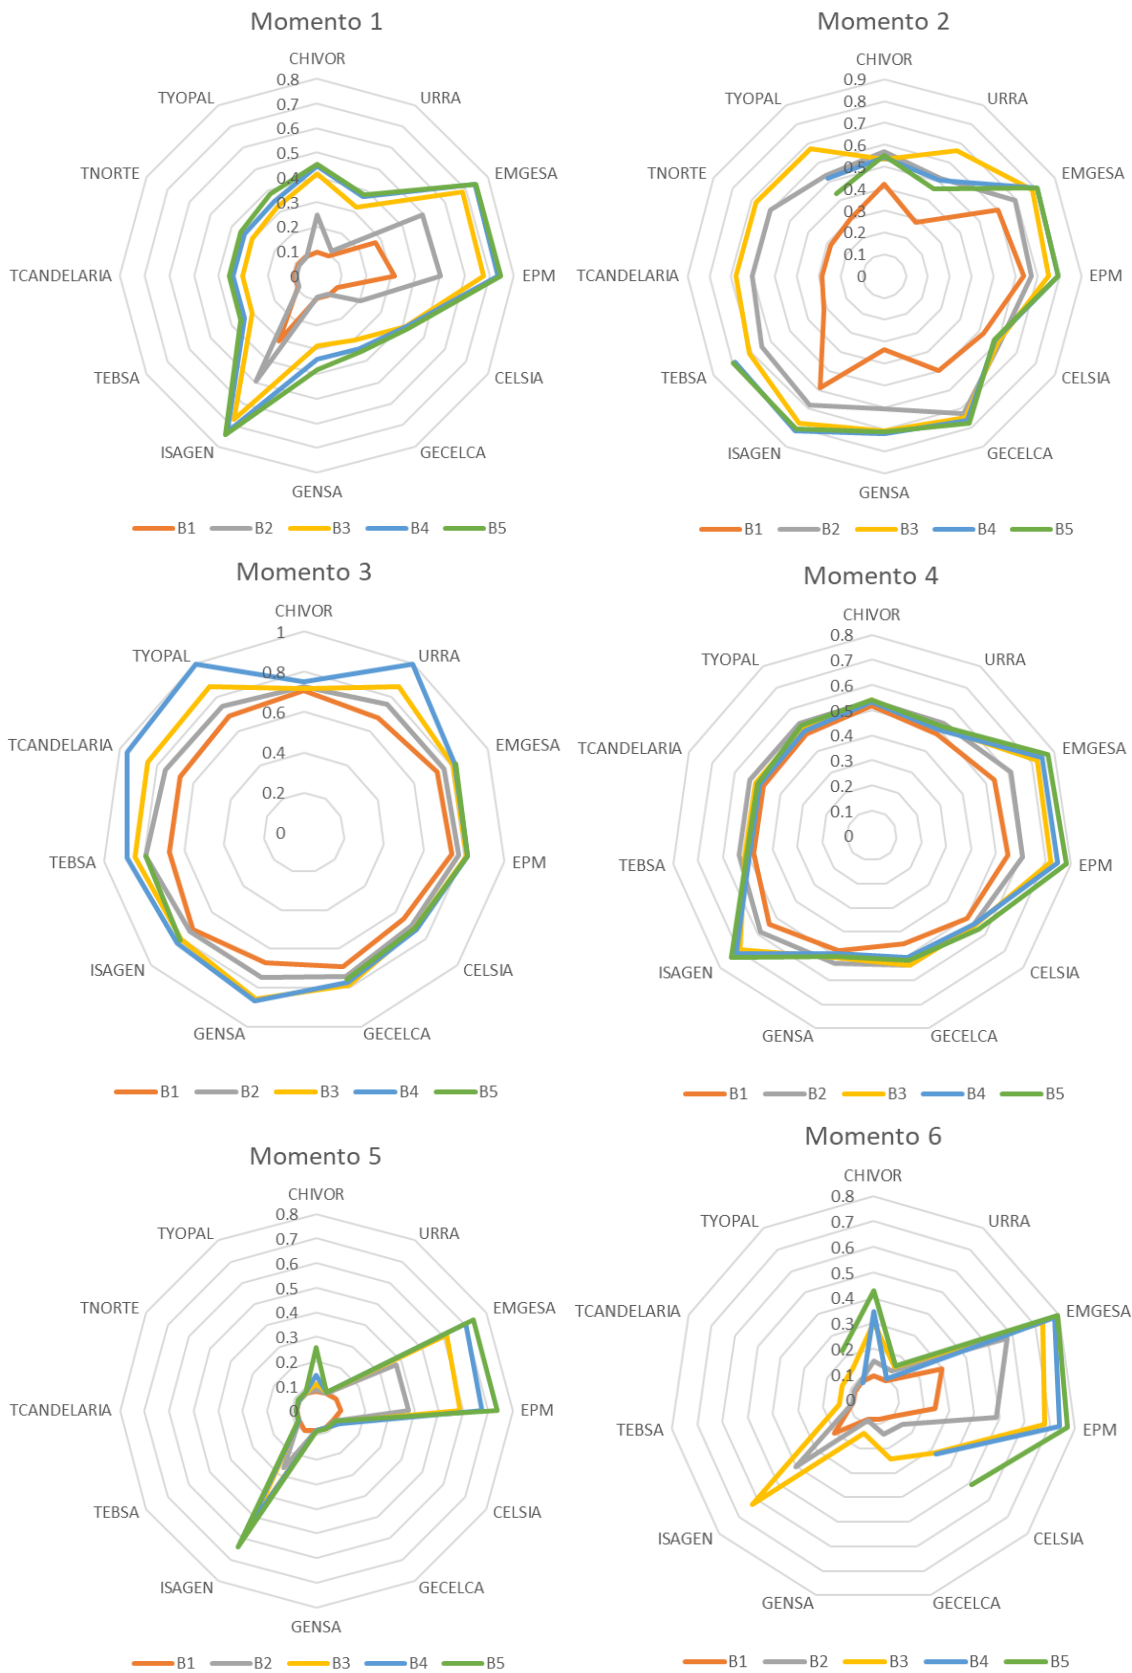 Momento 1
CHIVOR
URRA
EMGESA
EPM
CELSIA
GECELCA
GENSA
ISAGEN
TEBSA
TCANDELARIA
TNORTE
TYOPAL
0.8
0.7
0.6
0.5
0.4
0.3
0.2
0.1
0
B1 B2 B3 B4 B5
Momento 2
CHIVOR
URRA
EMGESA
EPM
CELSIA
GECELCA
GENSA
ISAGEN
TEBSA
TCANDELARIA
TNORTE
TYOPAL
0.9
0.8
0.7
0.6
0.5
0.4
0.3
0.2
0.1
0
B1 B2 B3 B4 B5
Momento 3
CHIVOR
URRA
EMGESA
EPM
CELSIA
GECELCA
GENSA
ISAGEN
TEBSA
TCANDELARIA
TYOPAL
1
0.8
0.6
0.4
0.2
0
B1 B2 B3 B4 B5
Momento 4
CHIVOR
URRA
EMGESA
EPM
CELSIA
GECELCA
GENSA
ISAGEN
TEBSA
TCANDELARIA
TYOPAL
0.8
0.7
0.6
0.5
0.4
0.3
0.2
0.1
0
B1 B2 B3 B4 B5
Momento 5
CHIVOR
URRA
EMGESA
EPM
CELSIA
GECELCA
GENSA
ISAGEN
TEBSA
TCANDELARIA
TNORTE
TYOPAL
0.8
0.7
0.6
0.5
0.4
0.3
0.2
0.1
0
B1 B2 B3 B4 B5
Momento 6
CHIVOR
URRA
EMGESA
EPM
CELSIA
GECELCA
GENSA
ISAGEN
TEBSA
TCANDELARIA
TYOPAL
0.8
0.7
0.6
0.5
0.4
0.3
0.2
0.1
0
B1 B2 B3 B4 B5